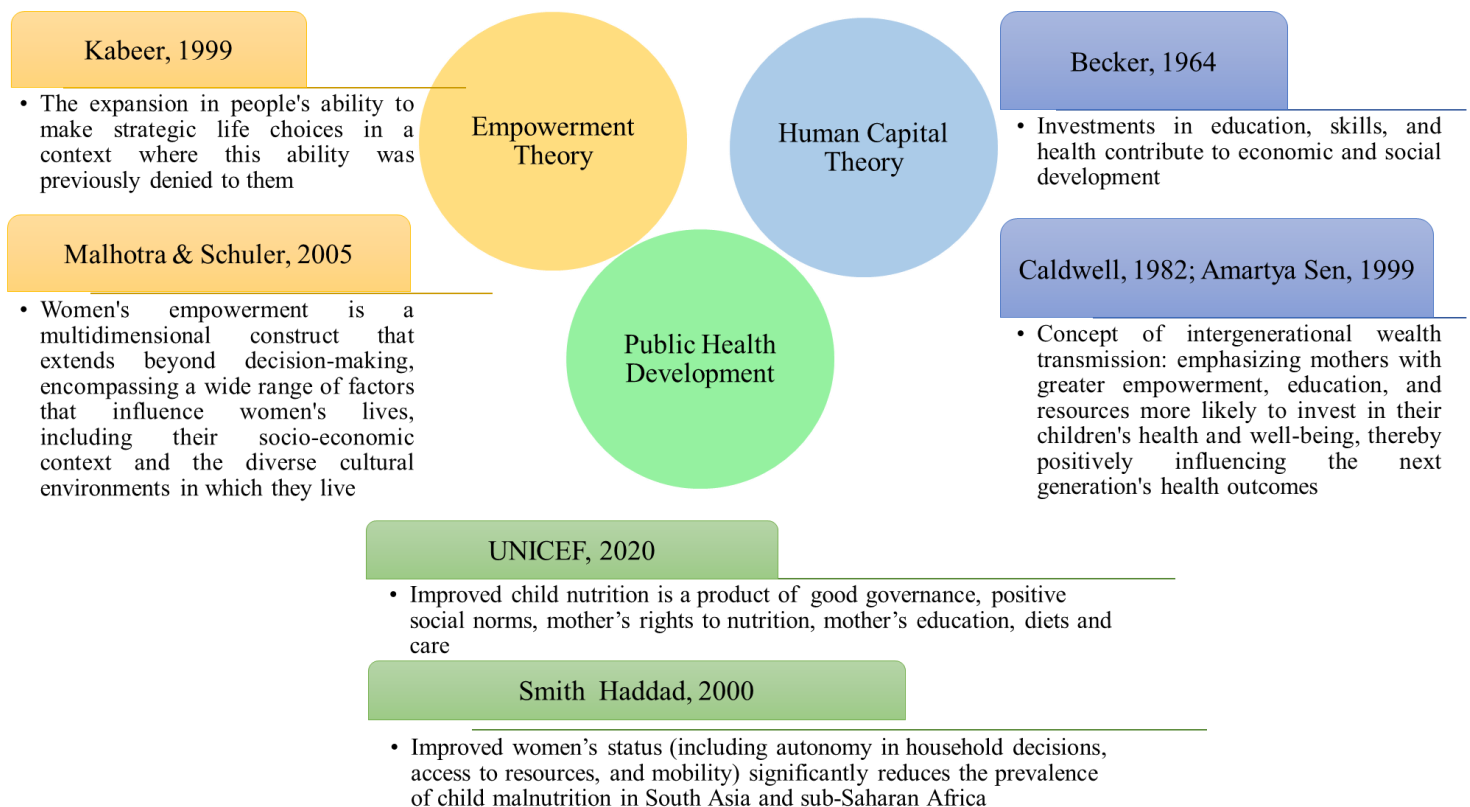 Kabeer, 1999
• The expansion in people's ability to
make strategic life choices in a
context where this ability was
previously denied to them
Malhotra & Schuler, 2005
• Women's empowerment is a
multidimensional construct that
extends beyond decision-making,
encompassing a wide range of factors
that influence women's lives,
including their socio-economic
context and the diverse cultural
environments in which they live
Empowerment
Theory
Human Capital
Theory
Public Health
Development
Becker, 1964
• Investments in education, skills, and
health contribute to economic and social
development
Caldwell, 1982; Amartya Sen, 1999
• Concept of intergenerational wealth
transmission: emphasizing mothers with
greater empowerment, education, and
resources more likely to invest in their
children's health and well-being, thereby
positively influencing the next
generation's health outcomes
UNICEF, 2020
• Improved child nutrition is a product of good governance, positive
social norms, mother’s rights to nutrition, mother’s education, diets and
care
Smith Haddad, 2000
• Improved women’s status (including autonomy in household decisions,
access to resources, and mobility) significantly reduces the prevalence
of child malnutrition in South Asia and sub-Saharan Africa